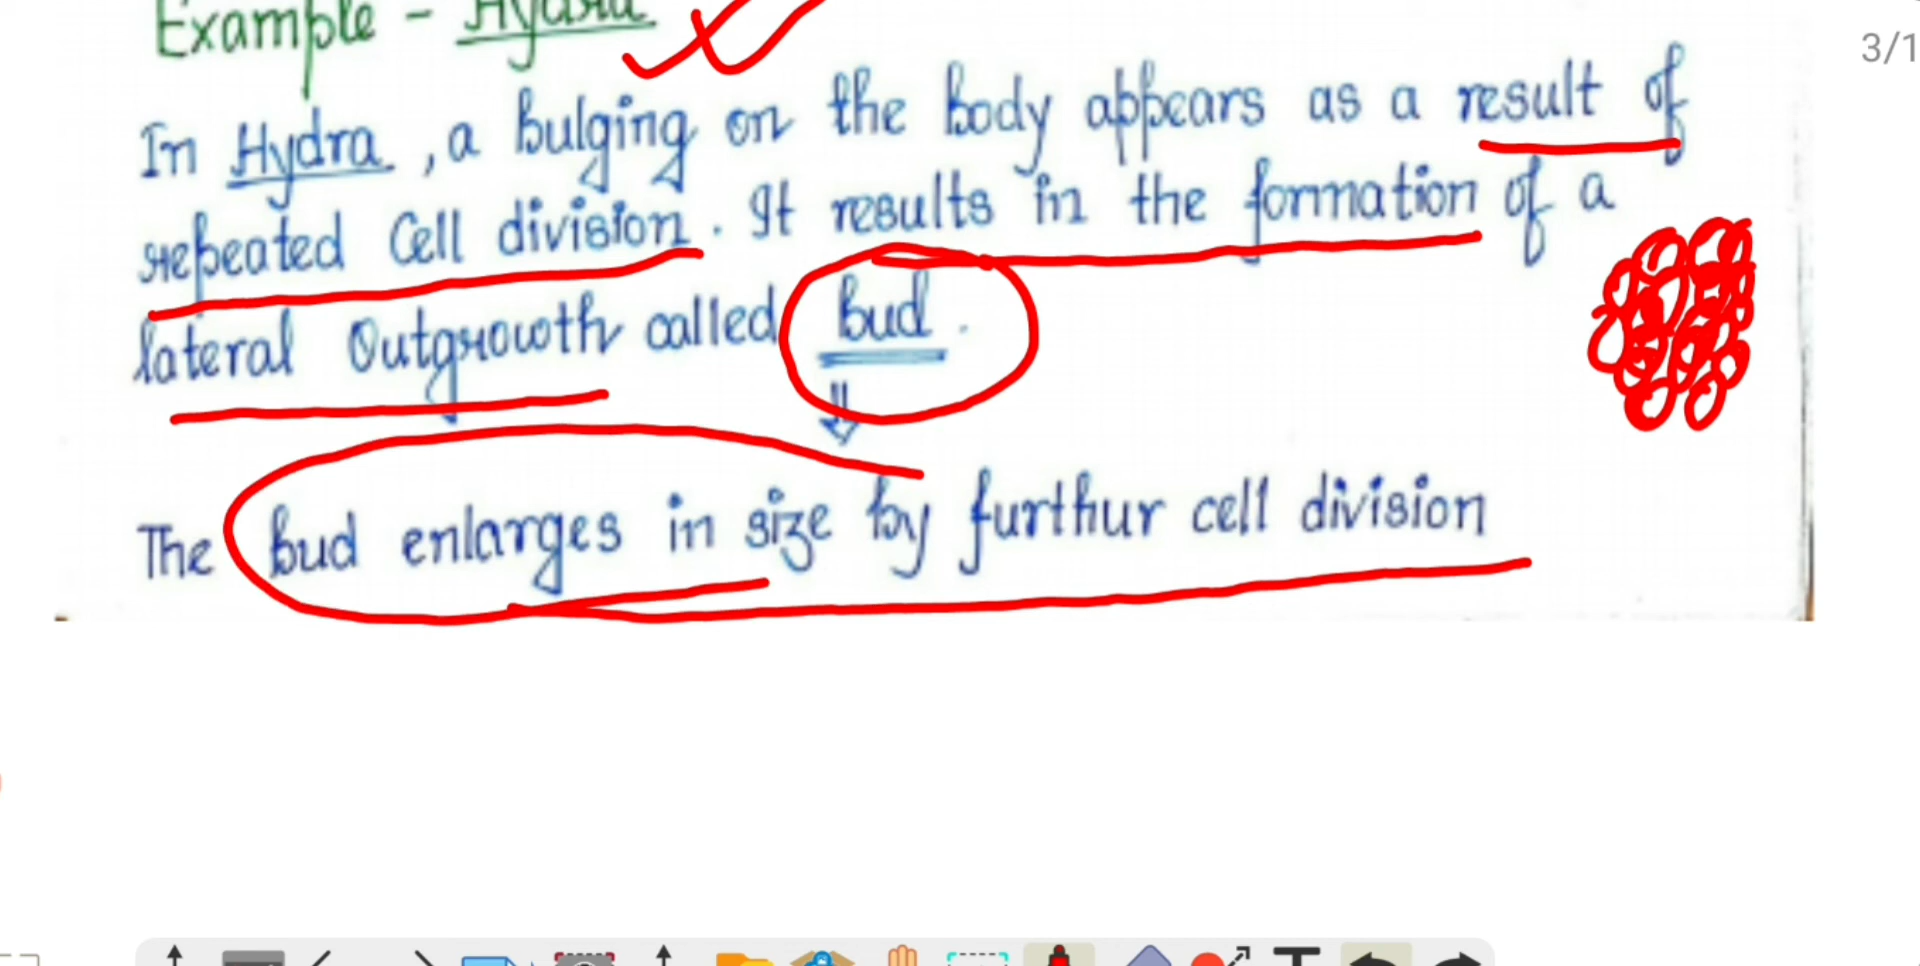 Example - Hydra
3/1
In Hydra, a bulging on the body appears as a result of
repeated Cell division. It results in the formation of a
lateral Outgrowth called bud.
The bud enlarges in size by furthur cell division
T